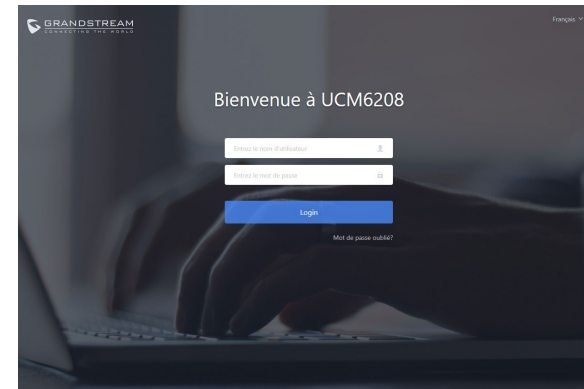 GRANDSTREAM
CONNECTING THE WORLD
Français
Bienvenue à UCM6208
Entrez le nom d'utilisateur
Entrez le mot de passe
Login
Mot de passe oublié?